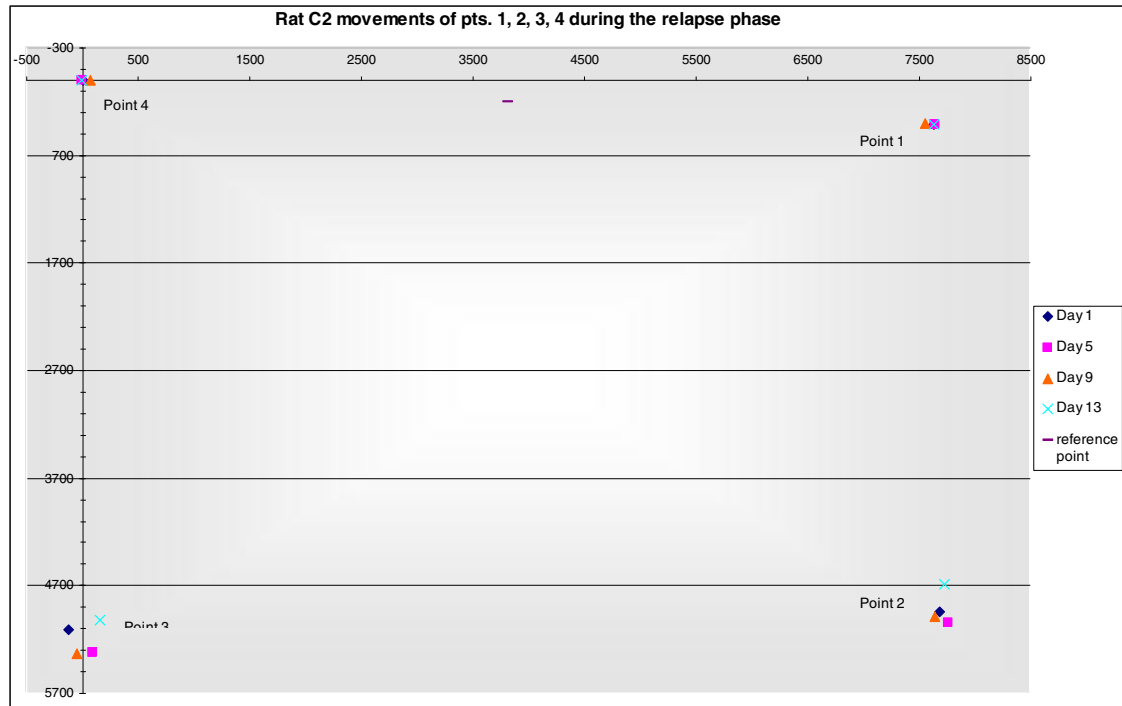 Rat C2 movements of pts. 1, 2, 3, 4 during the relapse phase
-300
-500 500 1500 2500 3500 4500 5500 6500 7500 8500
Point 4
Point 1
700
1700
2700
3700
4700
Point 2
Point 3
5700
Day 1
Day 5
Day 9
Day 13
reference
point